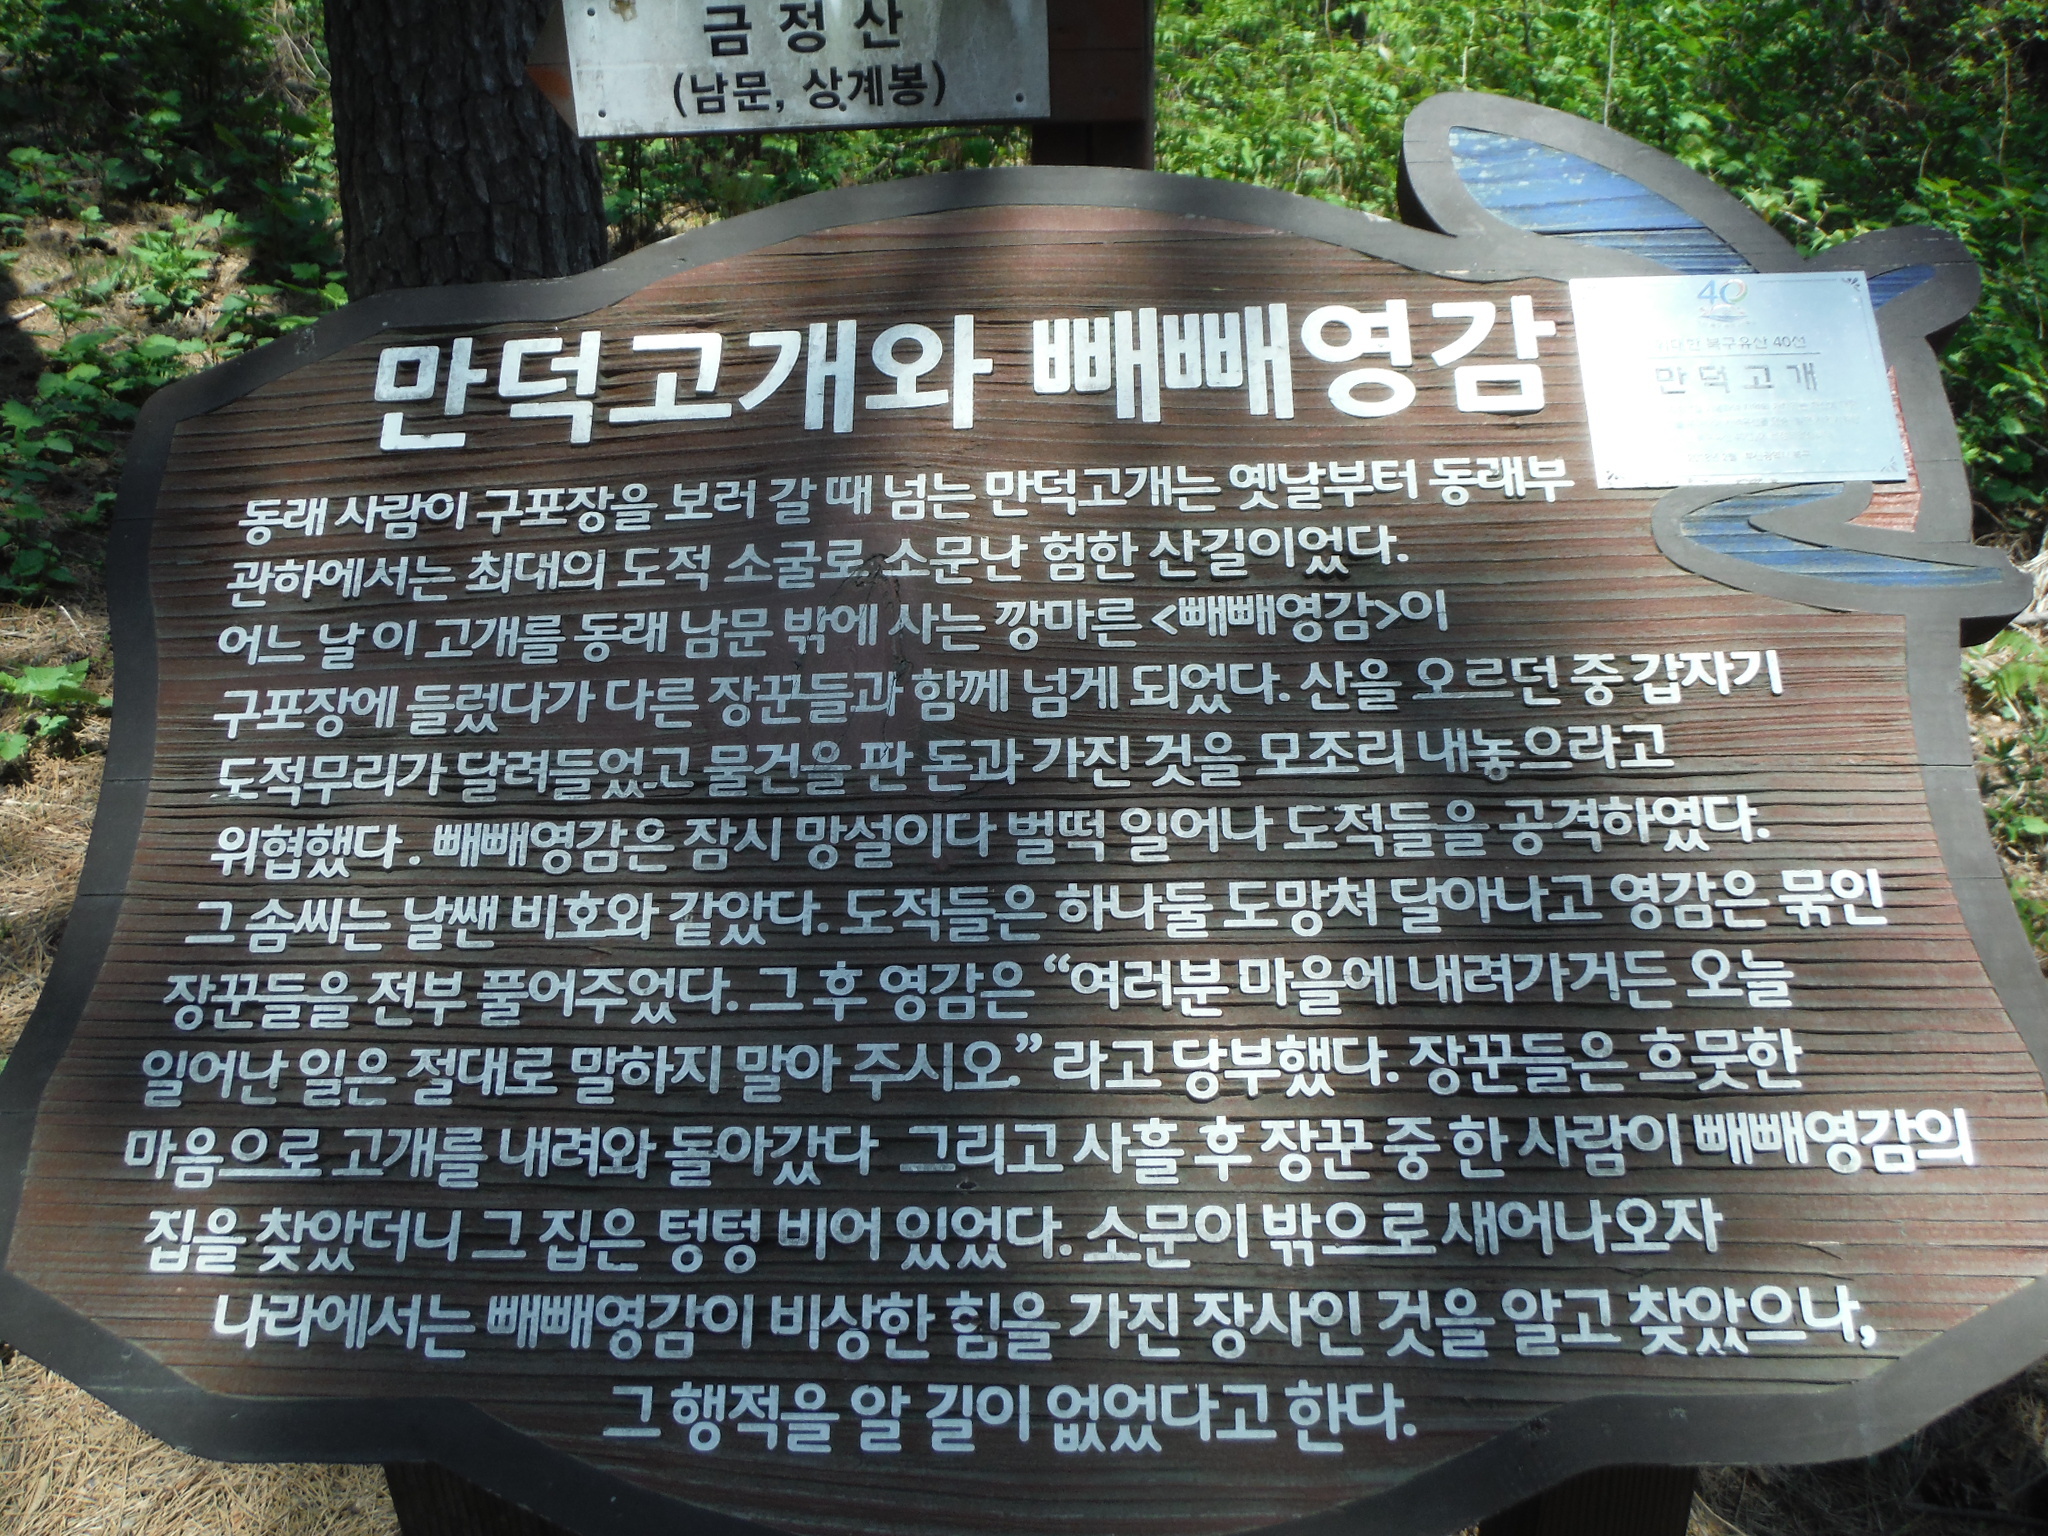 금정산
(남문, 상계봉)
만덕고개와 빼빼영감
40
북구유산 40선
만덕고개
동래 사람이 구포장을 보러 갈 때 넘는 만덕고개는 옛날부터 동래부
관하에서는 최대의 도적 소굴로 소문난 험한 산길이었다.
어느 날 이 고개를 동래 남문 밖에 사는 깡마른 <빼빼영감>이
구포장에 들렀다가 다른 장꾼들과 함께 넘게 되었다. 산을 오르던 중 갑자기
도적무리가 달려들었고 물건을 판 돈과 가진 것을 모조리 내놓으라고
위협했다. 빼빼영감은 잠시 망설이다 벌떡 일어나 도적들을 공격하였다.
그 솜씨는 날쌘 비호와 같았다. 도적들은 하나둘 도망쳐 달아나고 영감은 묶인
장꾼들을 전부 풀어주었다. 그 후 영감은 “여러분 마을에 내려가거든 오늘
일어난 일은 절대로 말하지 말아 주시오.” 라고 당부했다. 장꾼들은 흐뭇한
마음으로 고개를 내려와 돌아갔다 그리고 사흘 후 장꾼 중 한 사람이 빼빼영감의
집을 찾았더니 그 집은 텅텅 비어 있었다. 소문이 밖으로 새어나오자
나라에서는 빼빼영감이 비상한 힘을 가진 장사인 것을 알고 찾았으나,
그 행적을 알 길이 없었다고 한다.